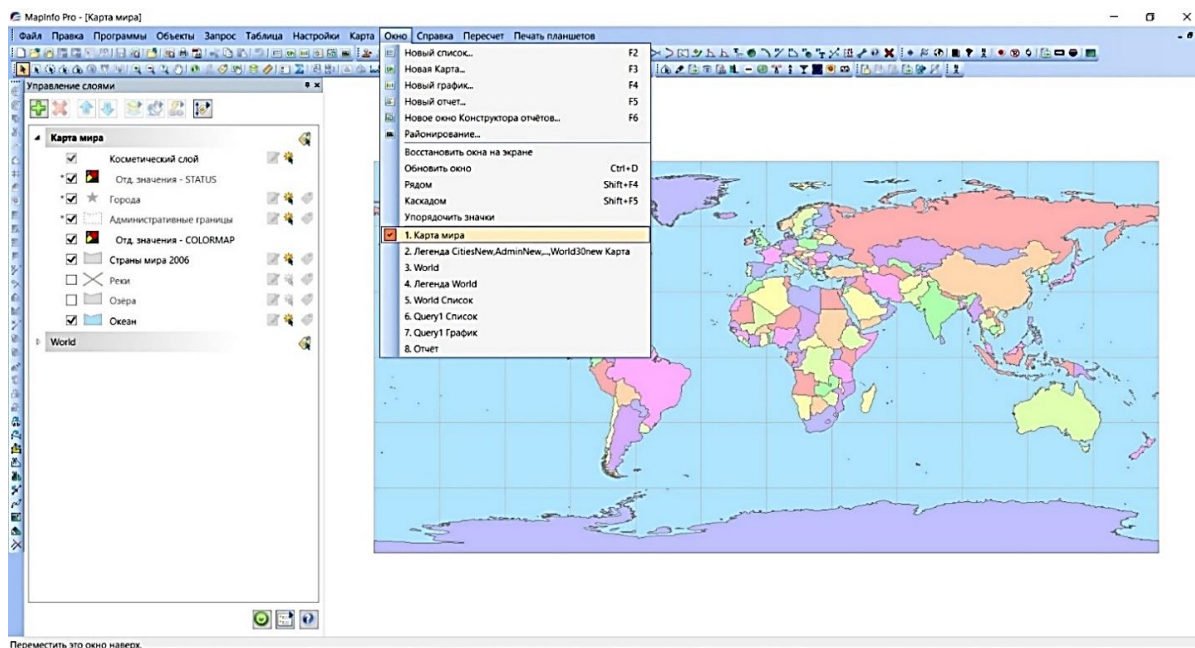 MapInfo Pro - [Карта мира]
Файл Правка Программы Объекты Запрос Таблица Настройки Карта Окно Справка Пересчет Печать планшетов
Управление слоями
Карта мира
Косметический слой
Отд. значения - STATUS
Города
Административные границы
Отд. значения - COLORMAP
Страны мира 2006
Реки
Озёра
Океан
World
Новый список... F2
Новая Карта... F3
Новый график... F4
Новый отчет... F5
Новое окно Конструктора отчётов... F6
Районирование...
Восстановить окна на экране
Обновить окно Ctrl+D
Рядом Shift+F4
Каскадом Shift+F5
Упорядочить значки
1. Карта мира
2. Легенда CitiesNew,AdminNew,...,World30new Карта
3. World
4. Легенда World
5. World Список
6. Query1 Список
7. Query1 График
8. Отчет
Переместить это окно наверх.